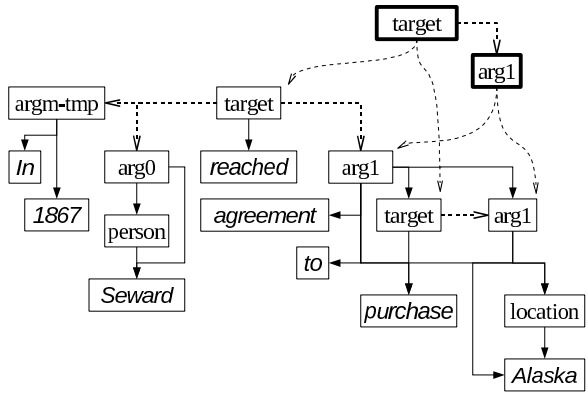 target
arg1
argm-tmp
target
In
arg0
reached
arg1
1867
person
agreement
target
arg1
to
Seward
purchase
location
Alaska